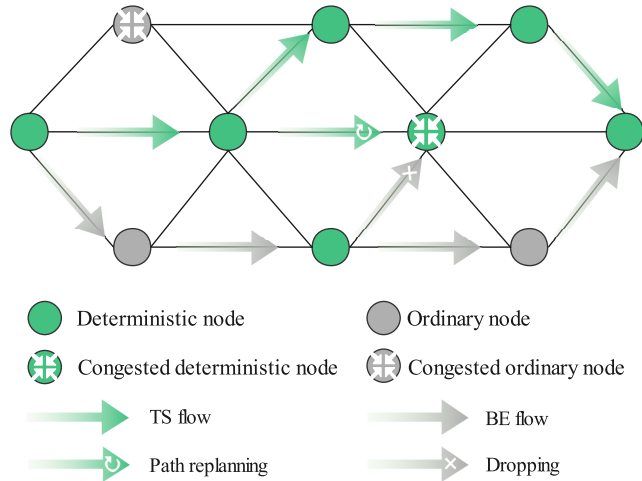 Deterministic node
Ordinary node
Congested deterministic node
Congested ordinary node
TS flow
BE flow
Path replanning
Dropping